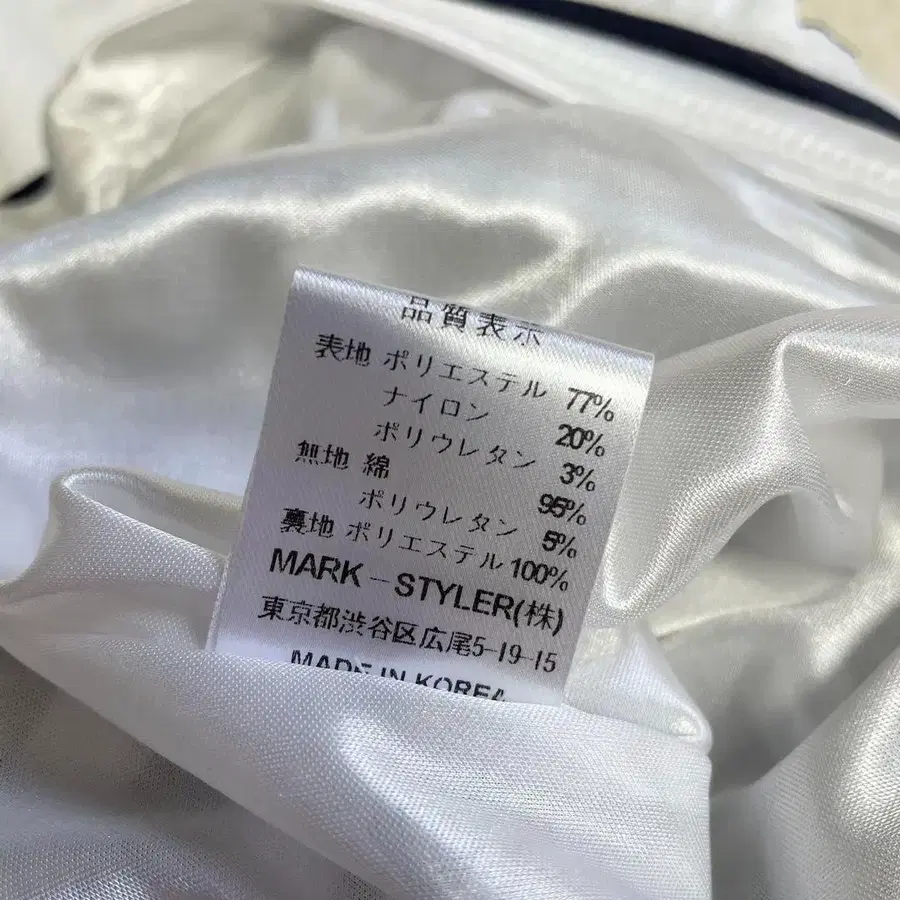 品質表示
表地 ポリエステル 77%
ナイロン 20%
ポリウレタン 3%
無地 綿 95%
ポリウレタン 5%
裏地 ポリエステル 100%
MARK-STYLER(株)
東京都渋谷区広尾5-19-15
MADE IN KOREA